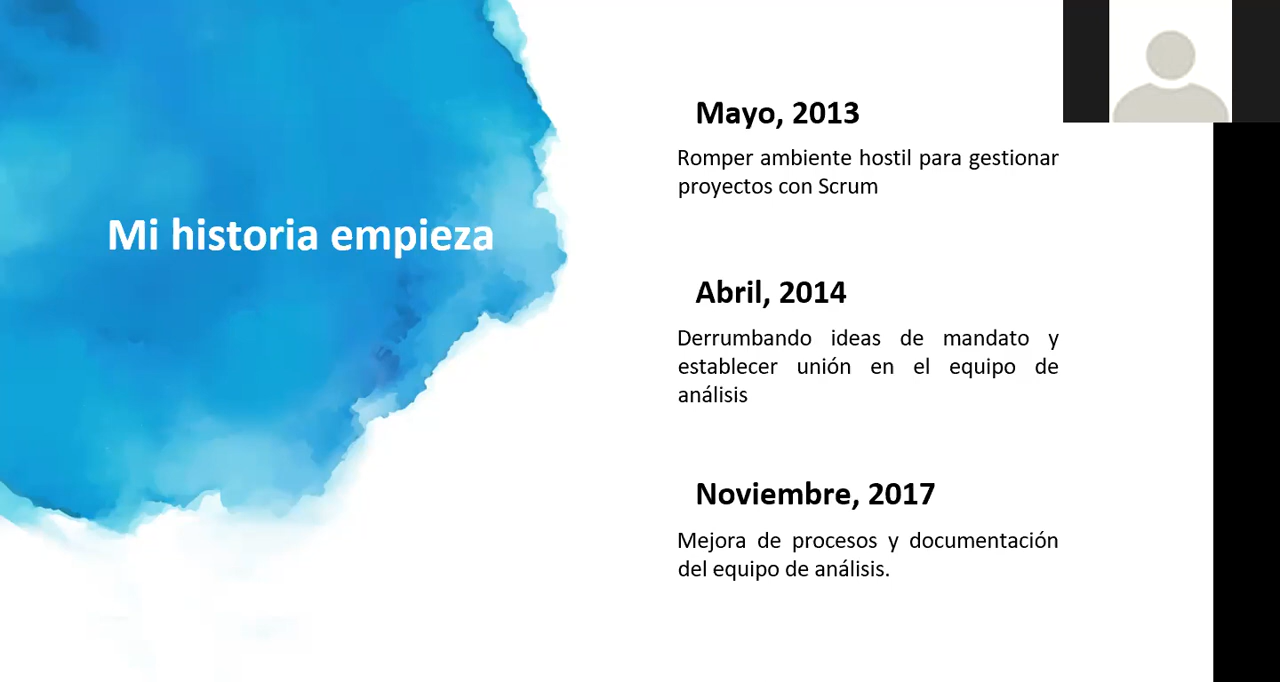 Mi historia empieza
Mayo, 2013
Romper ambiente hostil para gestionar
proyectos con Scrum
Abril, 2014
Derrumbando ideas de mandato y
establecer unión en el equipo de
análisis
Noviembre, 2017
Mejora de procesos y documentación
del equipo de análisis.